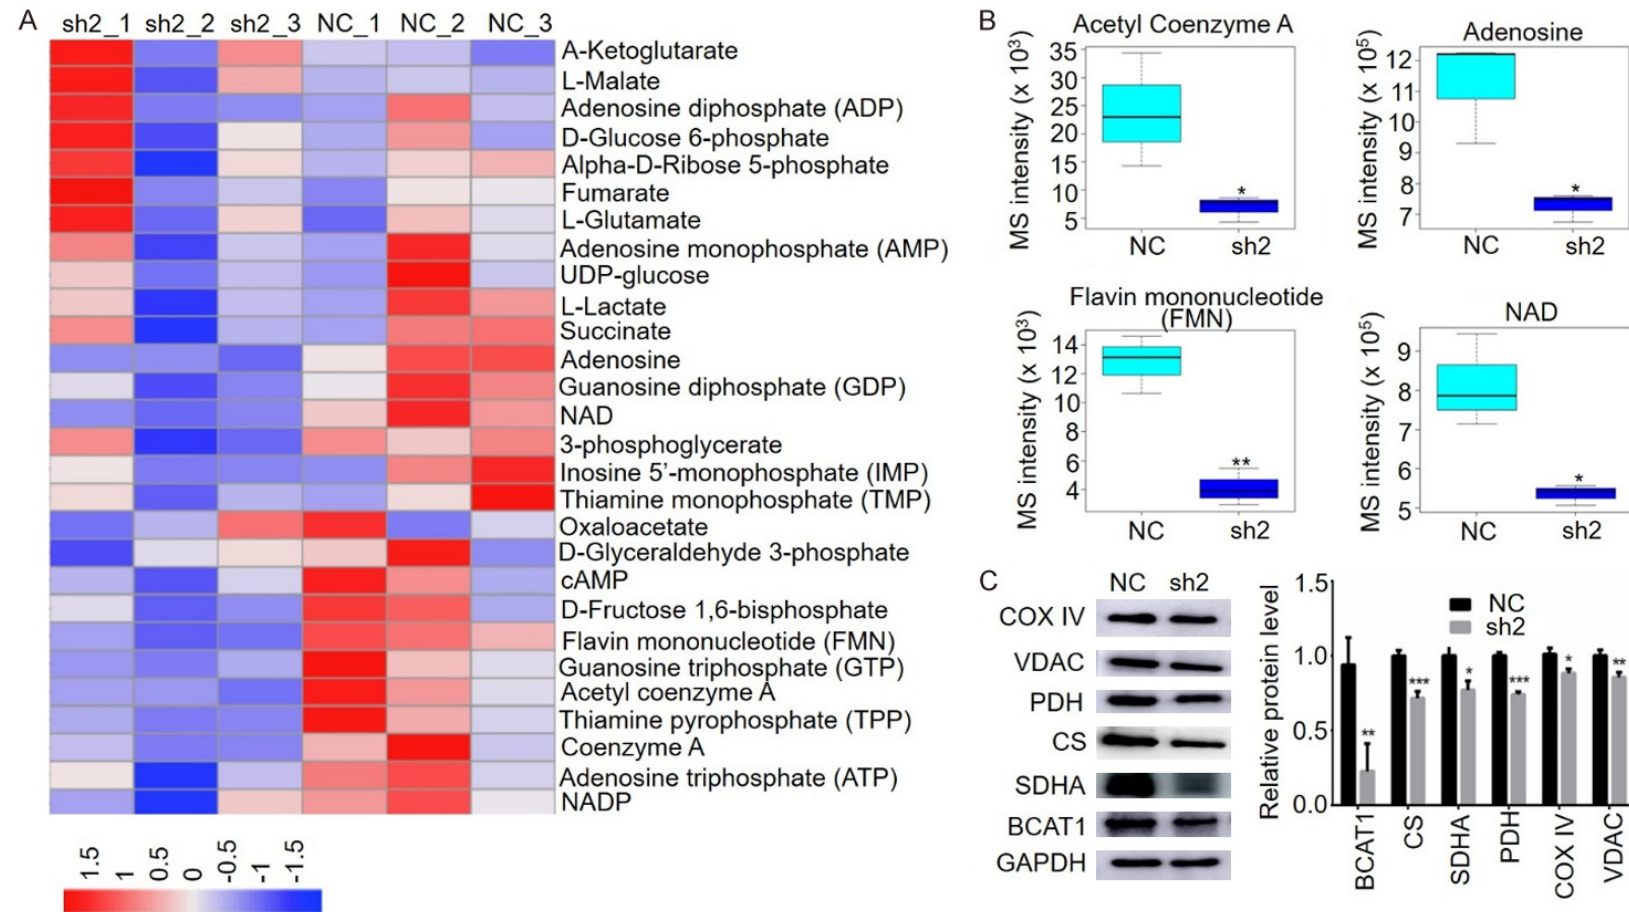 A
sh2_1 sh2_2 sh2_3 NC_1 NC_2 NC_3
A-Ketoglutarate
L-Malate
Adenosine diphosphate (ADP)
D-Glucose 6-phosphate
Alpha-D-Ribose 5-phosphate
Fumarate
L-Glutamate
Adenosine monophosphate (AMP)
UDP-glucose
L-Lactate
Succinate
Adenosine
Guanosine diphosphate (GDP)
NAD
3-phosphoglycerate
Inosine 5’-monophosphate (IMP)
Thiamine monophosphate (TMP)
Oxaloacetate
D-Glyceraldehyde 3-phosphate
cAMP
D-Fructose 1,6-bisphosphate
Flavin mononucleotide (FMN)
Guanosine triphosphate (GTP)
Acetyl coenzyme A
Thiamine pyrophosphate (TPP)
Coenzyme A
Adenosine triphosphate (ATP)
NADP
1.5 1 0.5 0 -0.5 -1 -1.5
B
Acetyl Coenzyme A
MS intensity (x 10³)
35
30
25
20
15
10
5
*
NC sh2
Adenosine
MS intensity (x 10⁵)
12
11
10
9
8
7
*
NC sh2
Flavin mononucleotide
(FMN)
MS intensity (x 10³)
14
12
10
8
6
4
**
NC sh2
NAD
MS intensity (x 10⁵)
9
8
7
6
5
*
NC sh2
C
NC sh2
COX IV
VDAC
PDH
CS
SDHA
BCAT1
GAPDH
Relative protein level
1.5
1.0
0.5
0.0
NC
sh2
** *** * *** * **
BCAT1 CS SDHA PDH COX IV VDAC